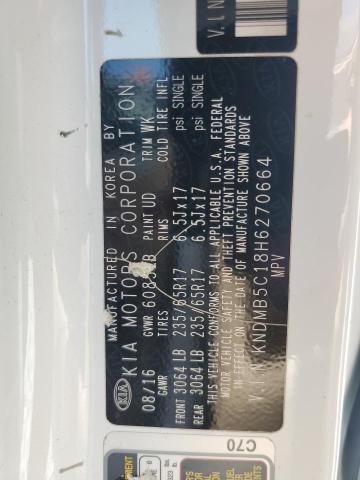 MANUFACTURED IN KOREA BY
KIA KIA MOTORS CORPORATION
08/16 GVWR LB PAINT UD TRIM WK
GAWR TIRES RIMS COLD TIRE INFL
FRONT 3064 LB 235/65R17 6.5Jx17 psi SINGLE
REAR 3064 LB 235/65R17 6.5Jx17 psi SINGLE
THIS VEHICLE CONFORMS TO ALL APPLICABLE U.S.A. FEDERAL
MOTOR VEHICLE SAFETY AND THEFT PREVENTION STANDARDS
IN EFFECT ON THE DATE OF MANUFACTURE SHOWN ABOVE
V.I.N: KNDMB5C18H6270664
MPV
V.I.N
C70